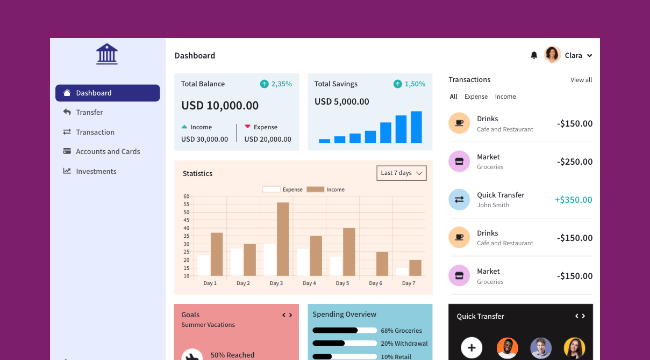 Dashboard
Transfer
Transaction
Accounts and Cards
Investments
Dashboard
Clara
Total Balance
2,35%
USD 10,000.00
Income
Expense
USD 30,000.00
USD 20,000.00
Total Savings
1,50%
USD 5,000.00
Statistics
Last 7 days
Expense
Income
60
55
50
45
40
35
30
25
20
15
10
Day 1
Day 2
Day 3
Day 4
Day 5
Day 6
Day 7
Goals
Summer Vacations
50% Reached
Spending Overview
68% Groceries
20% Withdrawal
10% Retail
Transactions
View all
All Expense Income
Drinks
Cafe and Restaurant
-$150.00
Market
Groceries
-$250.00
Quick Transfer
John Smith
+$350.00
Drinks
Cafe and Restaurant
-$150.00
Market
Groceries
-$150.00
Quick Transfer